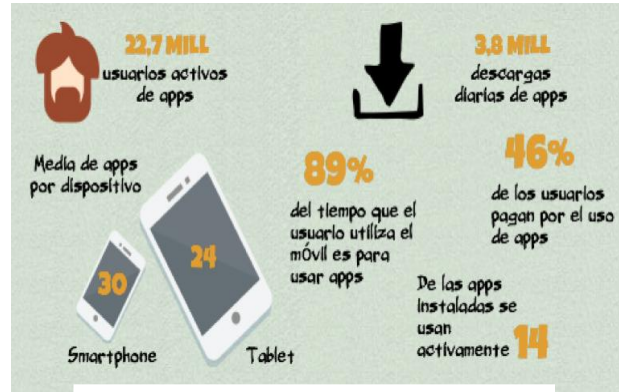 22,7 MILL
usuarios activos
de apps
3,8 MILL
descargas
diarias de apps
Media de apps
por dispositivo
30
Smartphone
24
Tablet
89%
del tiempo que el
usuario utiliza el
móvil es para
usar apps
46%
de los usuarios
pagan por el uso
de apps
De las apps
instaladas se
usan
activamente 14